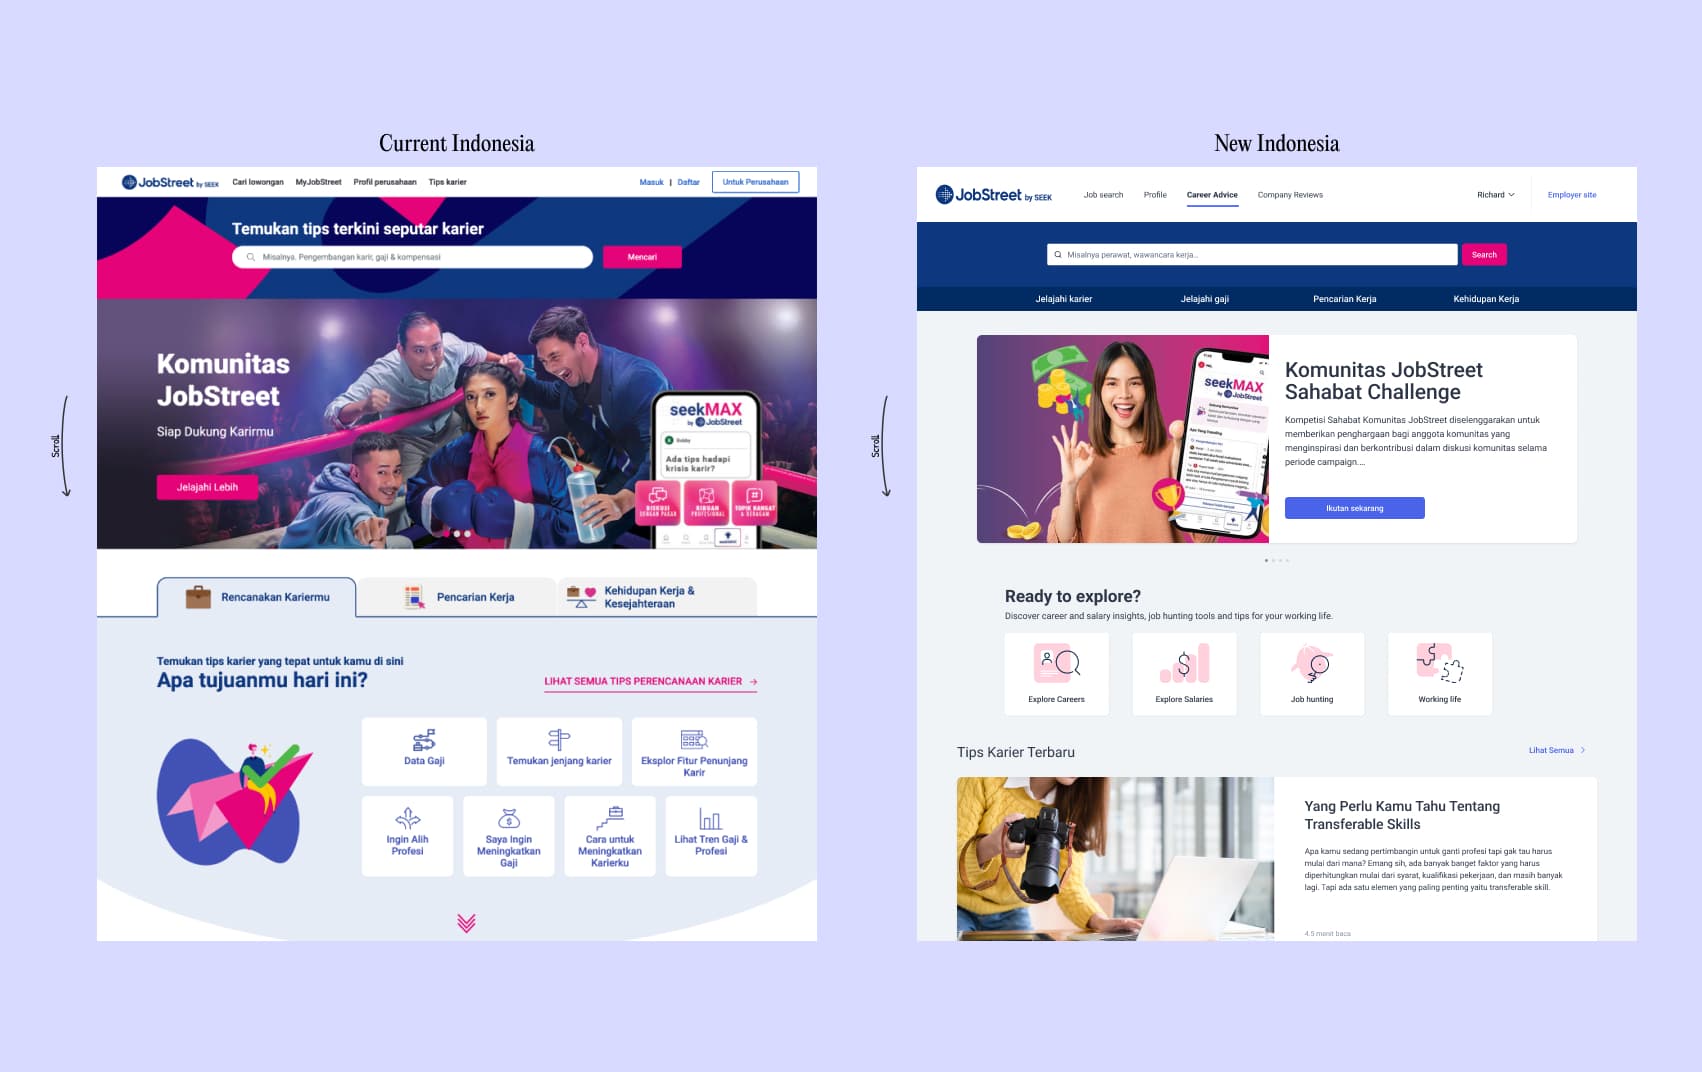 Current Indonesia
JobStreet by SEEK
Cari lowongan
MyJobStreet
Profil perusahaan
Tips karier
Masuk | Daftar
Untuk Perusahaan
Temukan tips terkini seputar karier
Misalnya. Pengembangan karir, gaji & kompensasi
Mencari
Komunitas
JobStreet
Siap Dukung Karirmu
Jelajahi Lebih
seekMAX
by JobStreet
Bobby
Ada tips hadapi
krisis karir?
DISKUSI
DENGAN PAKAR
RIBUAN
PROFESIONAL
TOPIK HANGAT
& BERAGAM
Scroll
Rencanakan Kariermu
Pencarian Kerja
Kehidupan Kerja &
Kesejahteraan
Temukan tips karier yang tepat untuk kamu di sini
Apa tujuanmu hari ini?
LIHAT SEMUA TIPS PERENCANAAN KARIER
Data Gaji
Temukan jenjang karier
Eksplor Fitur Penunjang
Karir
Ingin Alih
Profesi
Saya Ingin
Meningkatkan
Gaji
Cara untuk
Meningkatkan
Karierku
Lihat Tren Gaji &
Profesi
New Indonesia
JobStreet by SEEK
Job search
Profile
Career Advice
Company Reviews
Richard
Employer site
Misalnya perawat, wawancara kerja...
Search
Jelajahi karier
Jelajahi gaji
Pencarian Kerja
Kehidupan Kerja
seekMAX
by JobStreet
Scroll
Komunitas JobStreet
Sahabat Challenge
Kompetisi Sahabat Komunitas JobStreet diselenggarakan untuk
memberikan penghargaan bagi anggota komunitas yang
menginspirasi dan berkontribusi dalam diskusi komunitas selama
periode campaign....
Ikutan sekarang
Ready to explore?
Discover career and salary insights, job hunting tools and tips for your working life.
Explore Careers
Explore Salaries
Job hunting
Working life
Tips Karier Terbaru
Lihat Semua
Yang Perlu Kamu Tahu Tentang
Transferable Skills
Apa kamu sedang pertimbangin untuk ganti profesi tapi gak tau harus
mulai dari mana? Emang sih, ada banyak banget faktor yang harus
diperhitungkan mulai dari syarat, kualifikasi pekerjaan, dan masih banyak
lagi. Tapi ada satu elemen yang paling penting yaitu transferable skill.
4.5 menit baca